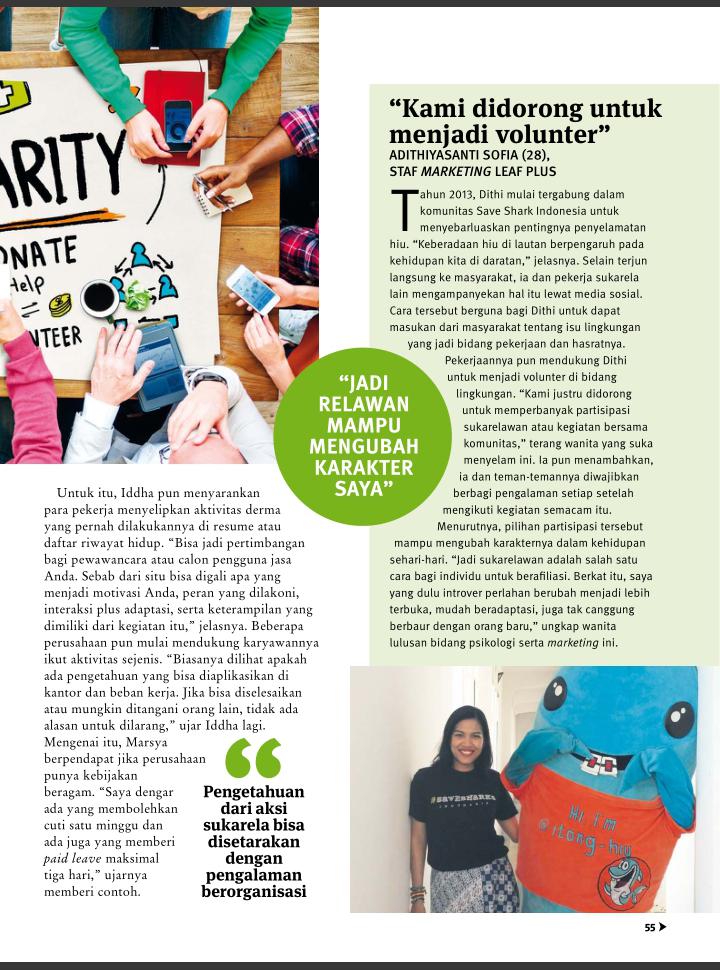 ARITY
ONATE
Help
NTEER
“Kami didorong untuk
menjadi volunter”
ADITHIYASANTI SOFIA (28),
STAF MARKETING LEAF PLUS
Tahun 2013, Dithi mulai tergabung dalam
komunitas Save Shark Indonesia untuk
menyebarluaskan pentingnya penyelamatan
hiu. “Keberadaan hiu di lautan berpengaruh pada
kehidupan kita di daratan,” jelasnya. Selain terjun
langsung ke masyarakat, ia dan pekerja sukarela
lain mengampanyekan hal itu lewat media sosial.
Cara tersebut berguna bagi Dithi untuk dapat
masukan dari masyarakat tentang isu lingkungan
yang jadi bidang pekerjaan dan hasratnya.
Pekerjaannya pun mendukung Dithi
untuk menjadi volunter di bidang
lingkungan. “Kami justru didorong
untuk memperbanyak partisipasi
sukarelawan atau kegiatan bersama
komunitas,” terang wanita yang suka
menyelam ini. Ia pun menambahkan,
ia dan teman-temannya diwajibkan
berbagi pengalaman setiap setelah
mengikuti kegiatan semacam itu.
Menurutnya, pilihan partisipasi tersebut
mampu mengubah karakternya dalam kehidupan
sehari-hari. “Jadi sukarelawan adalah salah satu
cara bagi individu untuk berafiliasi. Berkat itu, saya
yang dulu introver perlahan berubah menjadi lebih
terbuka, mudah beradaptasi, juga tak canggung
berbaur dengan orang baru,” ungkap wanita
lulusan bidang psikologi serta marketing ini.
“JADI
RELAWAN
MAMPU
MENGUBAH
KARAKTER
SAYA”
Untuk itu, Iddha pun menyarankan
para pekerja menyelipkan aktivitas derma
yang pernah dilakukannya di resume atau
daftar riwayat hidup. “Bisa jadi pertimbangan
bagi pewawancara atau calon pengguna jasa
Anda. Sebab dari situ bisa digali apa yang
menjadi motivasi Anda, peran yang dilakoni,
interaksi plus adaptasi, serta keterampilan yang
dimiliki dari kegiatan itu,” jelasnya. Beberapa
perusahaan pun mulai mendukung karyawannya
ikut aktivitas sejenis. “Biasanya dilihat apakah
ada pengetahuan yang bisa diaplikasikan di
kantor dan beban kerja. Jika bisa diselesaikan
atau mungkin ditangani orang lain, tidak ada
alasan untuk dilarang,” ujar Iddha lagi.
Mengenai itu, Marsya
berpendapat jika perusahaan
punya kebijakan
beragam. “Saya dengar
ada yang membolehkan
cuti satu minggu dan
ada juga yang memberi
paid leave maksimal
tiga hari,” ujarnya
memberi contoh.
“
Pengetahuan
dari aksi
sukarela bisa
disetarakan
dengan
pengalaman
berorganisasi
#SAVESHARKS
INDONESIA
Hi, i'm
@itong-hiu
55